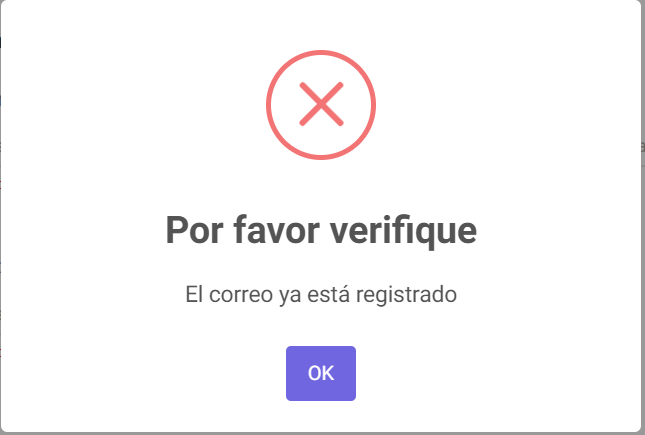 Por favor verifique
El correo ya está registrado
OK